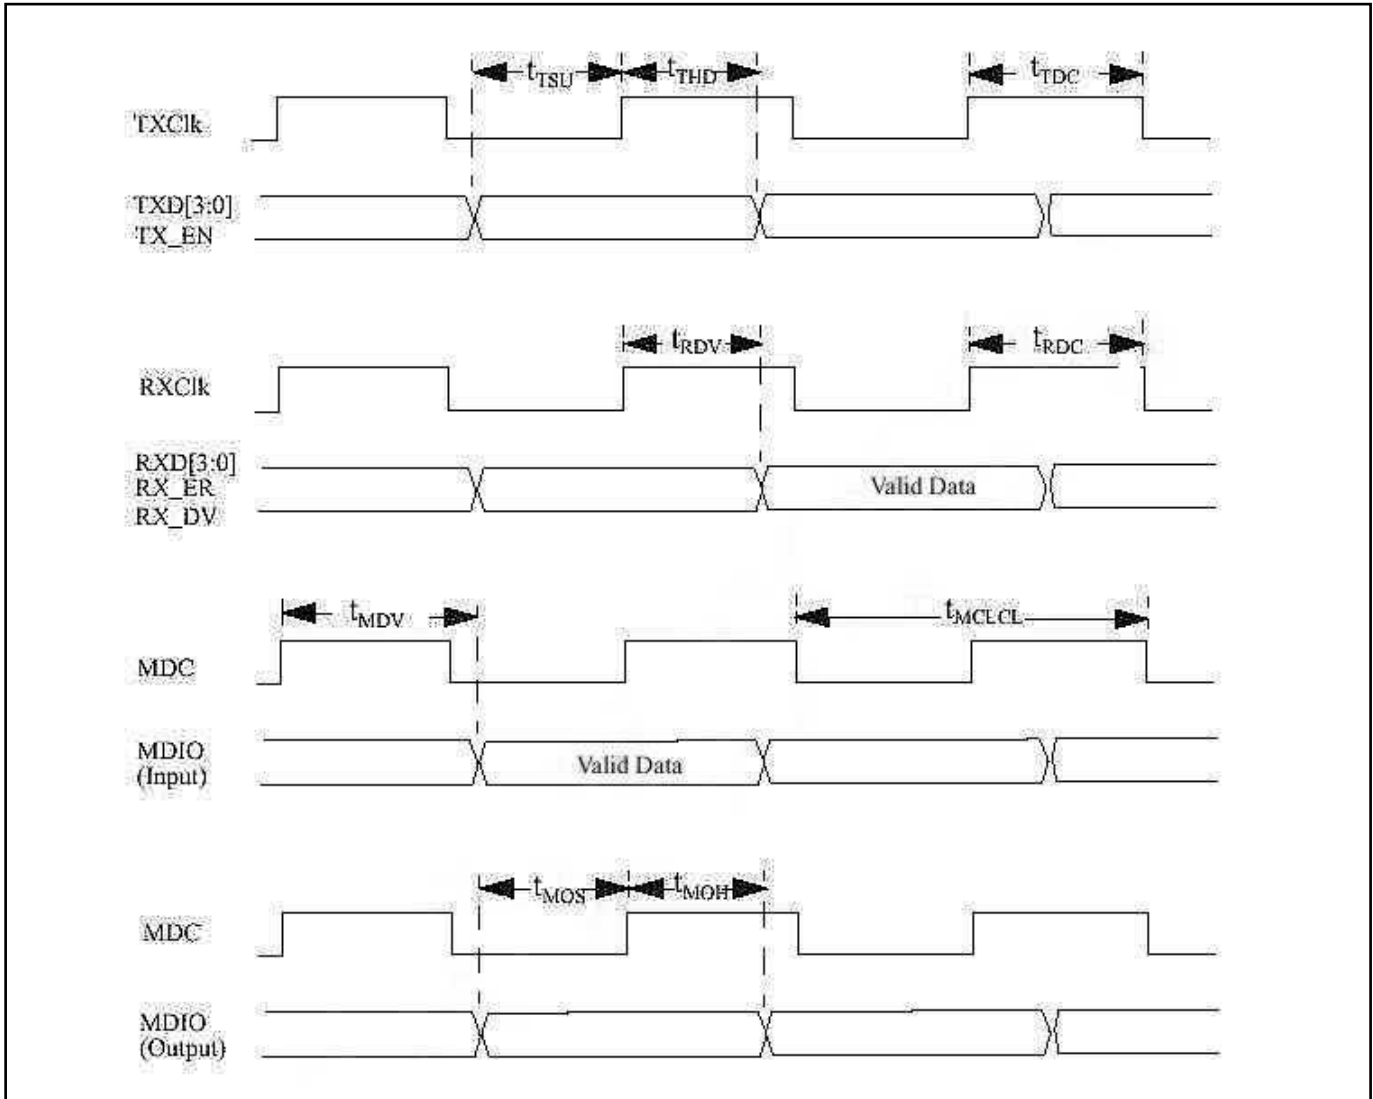 tTSU tTHD tTDC
TXClk
TXD[3:0]
TX_EN
tRDV tRDC
RXClk
RXD[3:0]
RX_ER
RX_DV
Valid Data
tMDV tMCLCL
MDC
MDIO
(Input)
Valid Data
tMOS tMOH
MDC
MDIO
(Output)